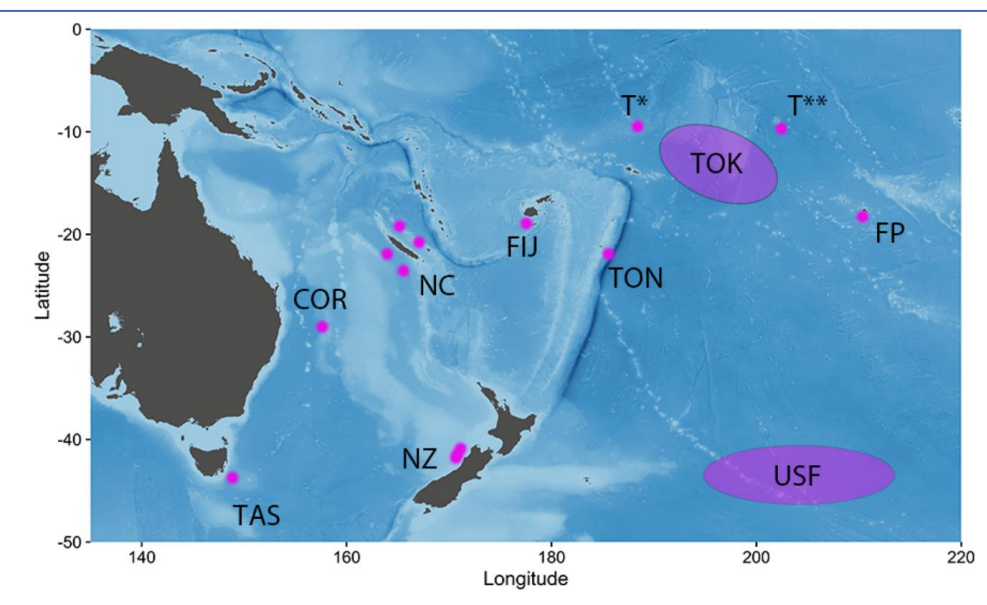 0
T*
T**
-10
TOK
-20
FIJ
FP
NC
TON
Latitude
COR
-30
-40
NZ
USF
TAS
-50
140
160
180
200
220
Longitude